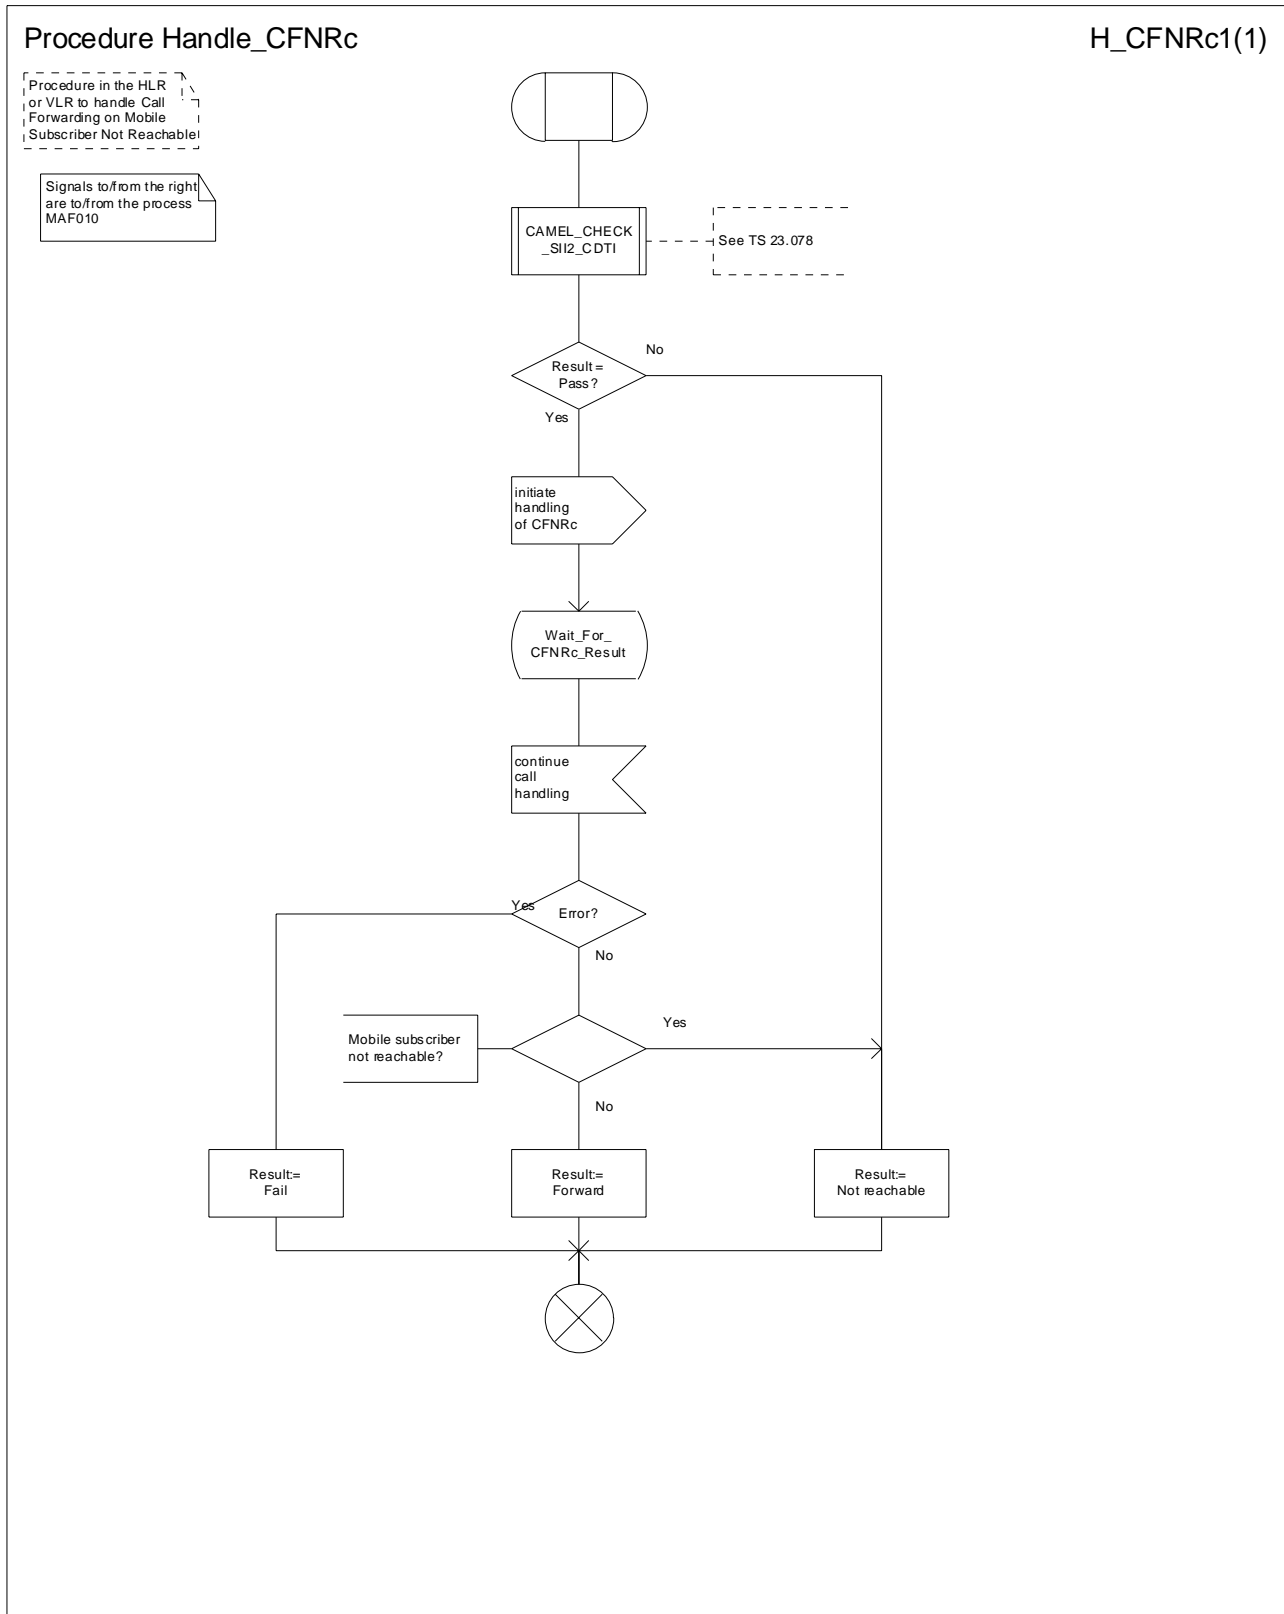 Procedure Handle_CFNRc
H_CFNRc1(1)
Procedure in the HLR
or VLR to handle Call
Forwarding on Mobile
Subscriber Not Reachable
Signals to/from the right
are to/from the process
MAF010
CAMEL_CHECK
_SII2_CDTI
See TS 23.078
Result =
Pass?
No
Yes
initiate
handling
of CFNRc
Wait_For_
CFNRc_Result
continue
call
handling
Yes
Error?
No
Mobile subscriber
not reachable?
Yes
No
Result:=
Fail
Result:=
Forward
Result:=
Not reachable